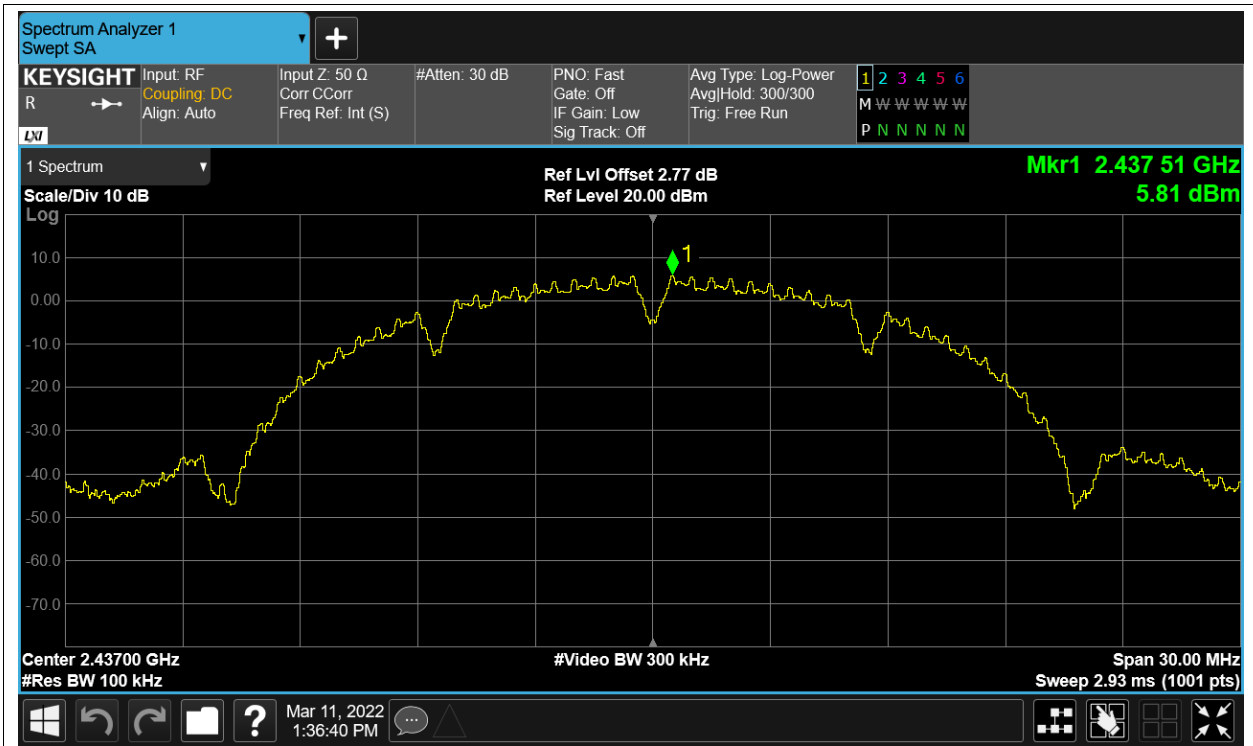 Spectrum Analyzer 1
Swept SA
+
KEYSIGHT
R
LXI
Input: RF
Coupling: DC
Align: Auto
Input Z: 50 Ω
Corr CCorr
Freq Ref: Int (S)
#Atten: 30 dB
PNO: Fast
Gate: Off
IF Gain: Low
Sig Track: Off
Avg Type: Log-Power
Avg|Hold: 300/300
Trig: Free Run
1 2 3 4 5 6
M W W W W W
P N N N N N
1 Spectrum
Scale/Div 10 dB
Log
Ref Lvl Offset 2.77 dB
Ref Level 20.00 dBm
Mkr1 2.437 51 GHz
5.81 dBm
1
10.0
0.00
-10.0
-20.0
-30.0
-40.0
-50.0
-60.0
-70.0
Center 2.43700 GHz
#Res BW 100 kHz
#Video BW 300 kHz
Span 30.00 MHz
Sweep 2.93 ms (1001 pts)
?
Mar 11, 2022
1:36:40 PM